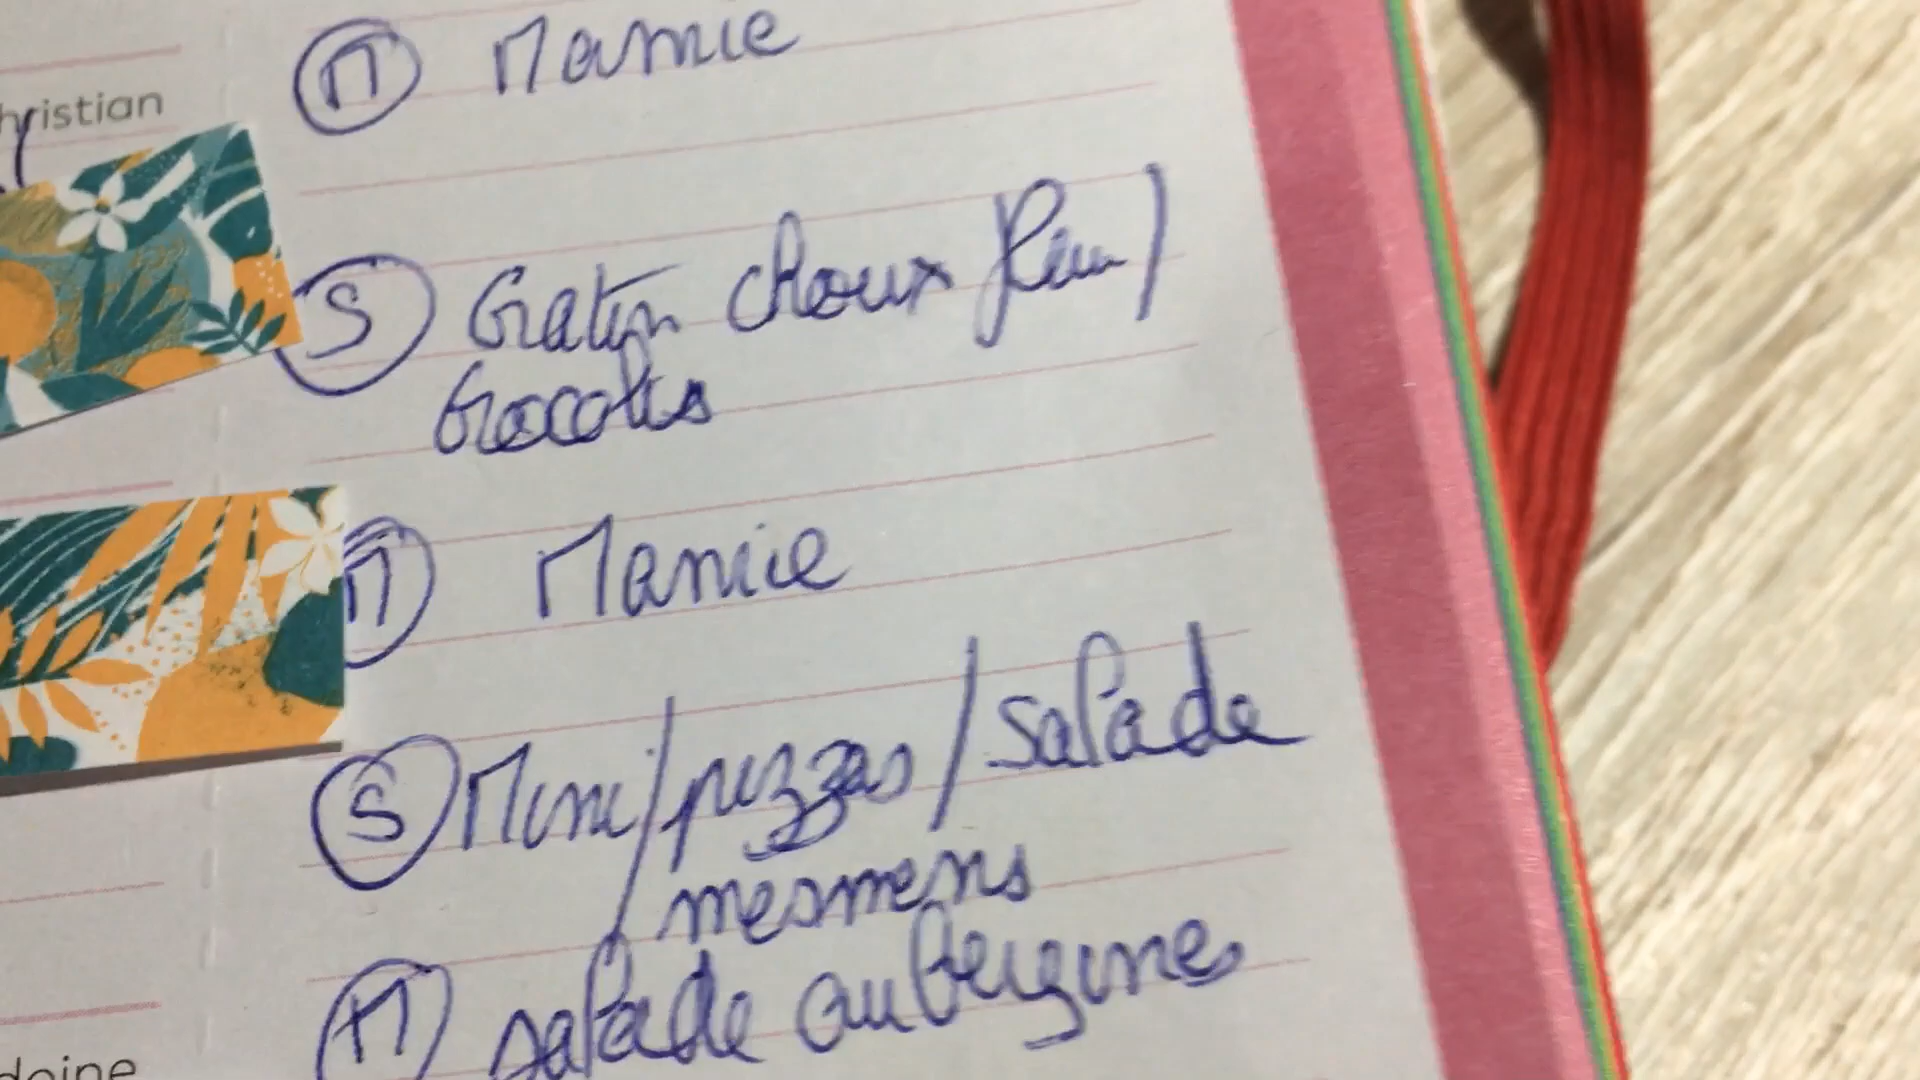 Ⓜ Mamie
hristian
Ⓢ Gratin choux fleur/
brocolis
Ⓜ Mamie
Ⓢ Mini/pizzas/salade
mesmens
Ⓜ salade aubergines
doine